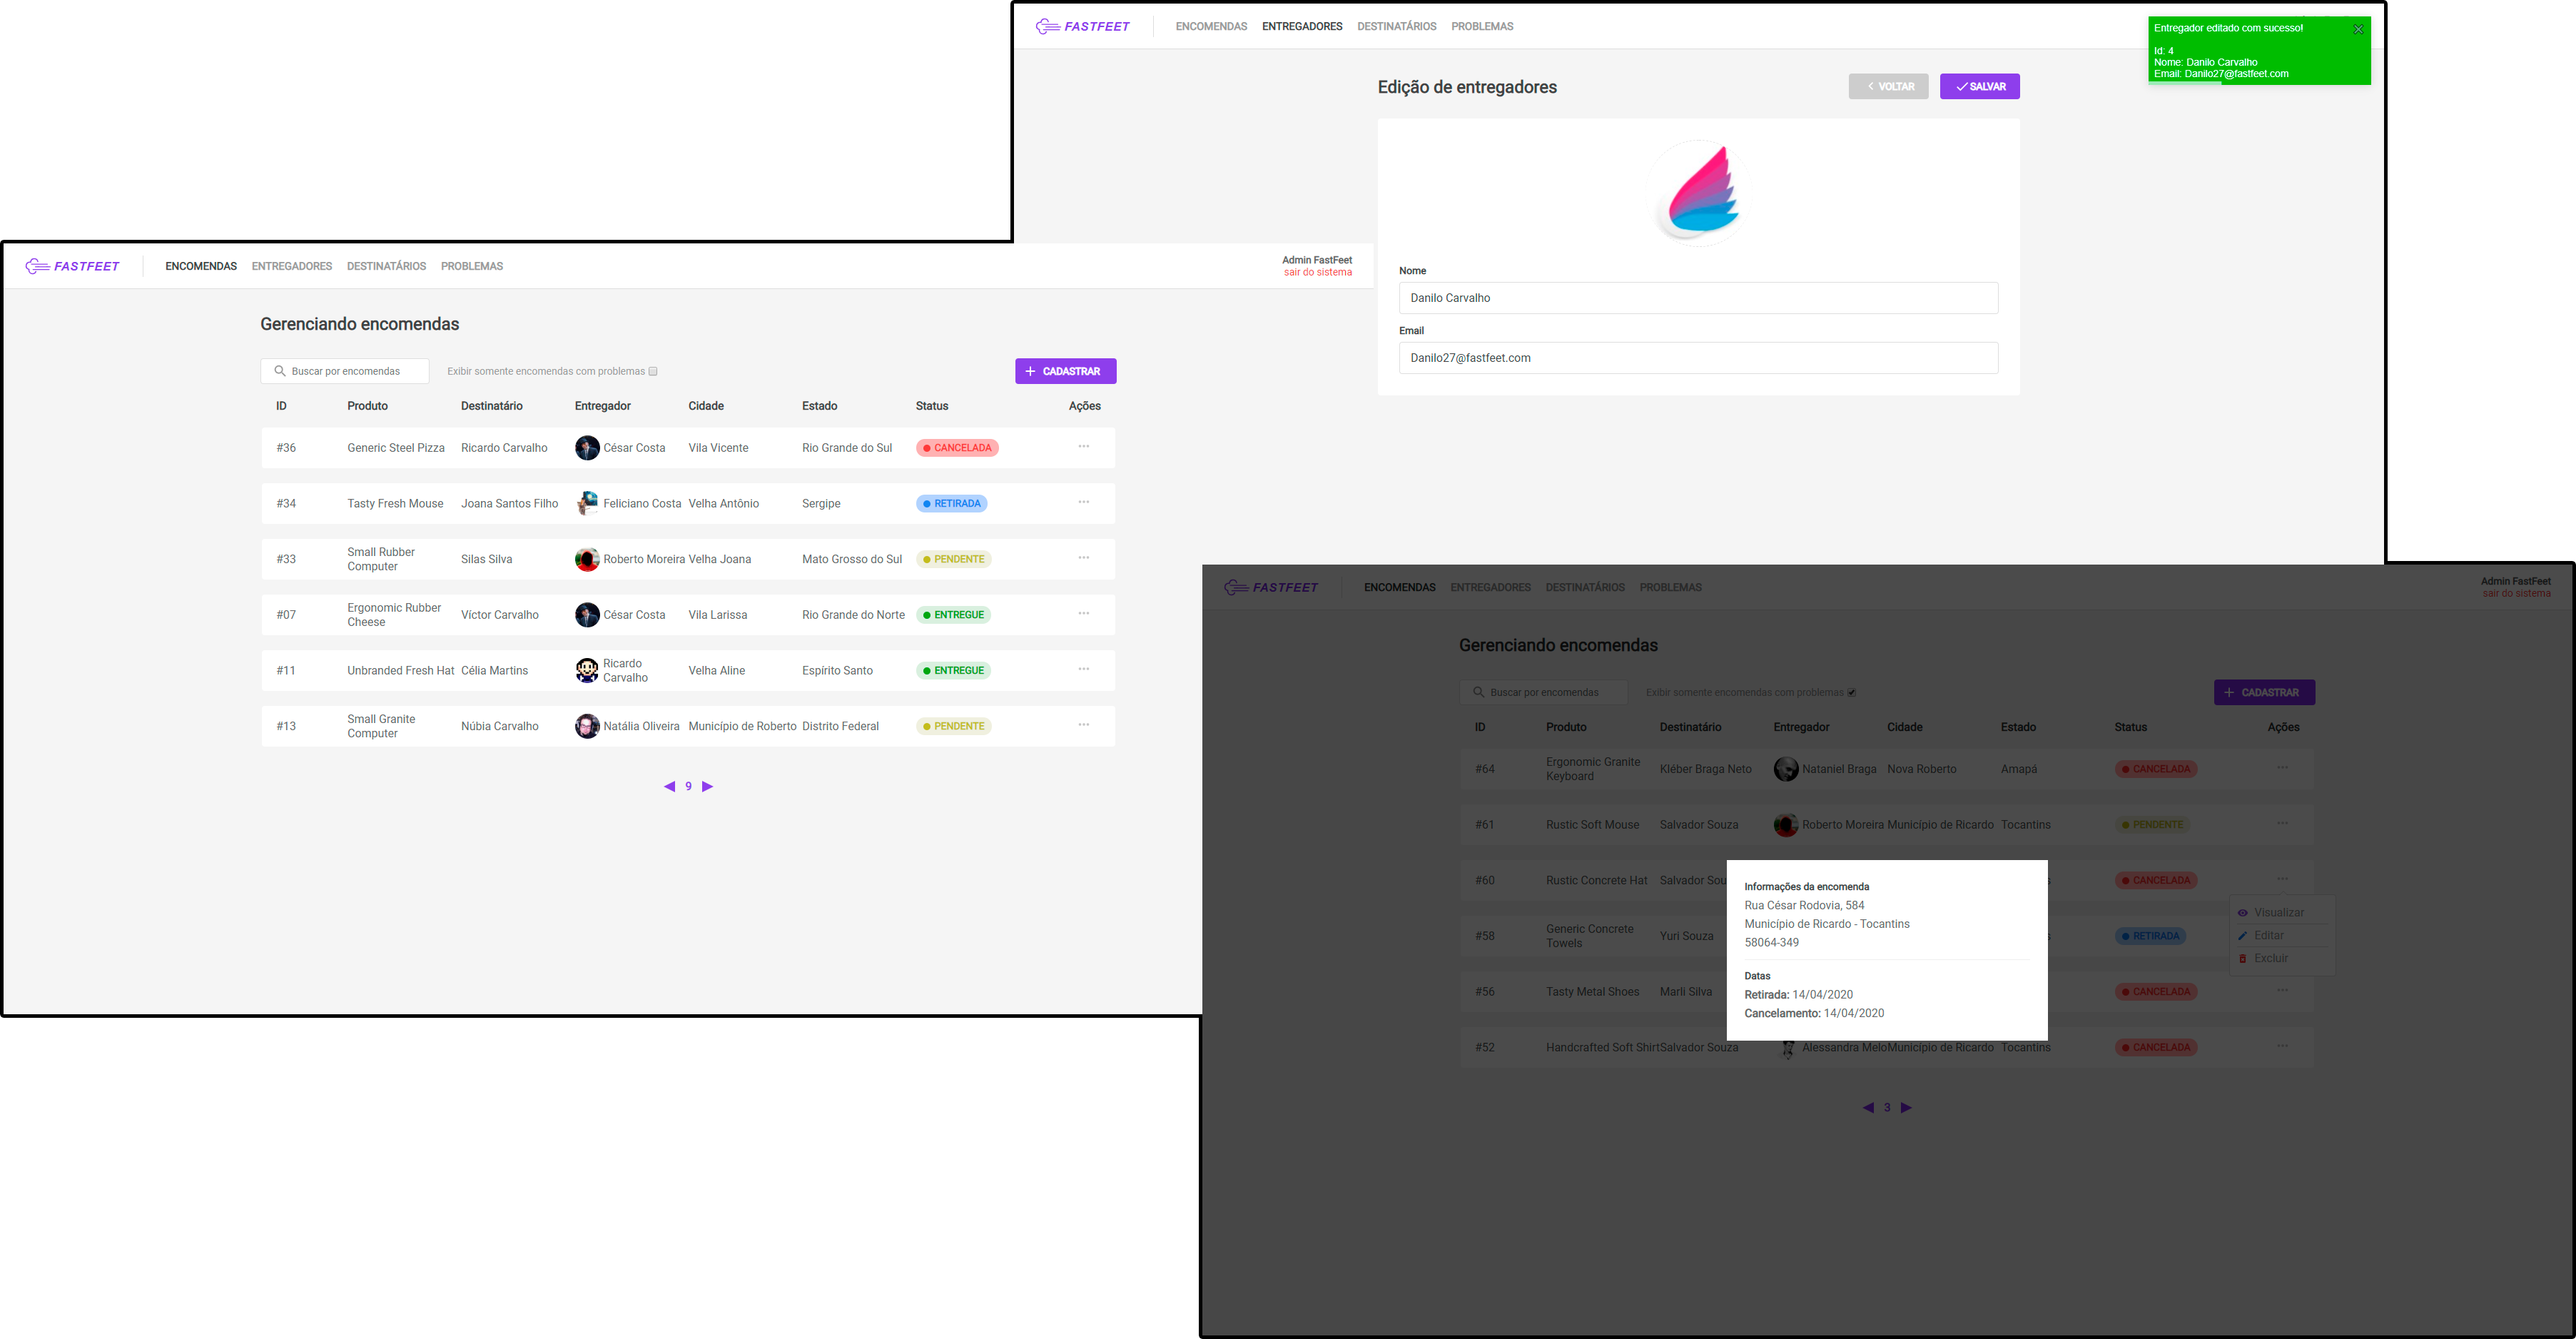 FASTFEET
ENCOMENDAS ENTREGADORES DESTINATÁRIOS PROBLEMAS
Entregador editado com sucesso!
Id: 4
Nome: Danilo Carvalho
Email: Danilo27@fastfeet.com
Edição de entregadores
VOLTAR
SALVAR
Nome
Danilo Carvalho
Email
Danilo27@fastfeet.com
FASTFEET
ENCOMENDAS ENTREGADORES DESTINATÁRIOS PROBLEMAS
Admin FastFeet
sair do sistema
Gerenciando encomendas
Buscar por encomendas
Exibir somente encomendas com problemas
+ CADASTRAR
ID Produto Destinatário Entregador Cidade Estado Status Ações
#36 Generic Steel Pizza Ricardo Carvalho César Costa Vila Vicente Rio Grande do Sul CANCELADA ...
#34 Tasty Fresh Mouse Joana Santos Filho Feliciano Costa Velha Antônio Sergipe RETIRADA ...
#33 Small Rubber Computer Silas Silva Roberto Moreira Velha Joana Mato Grosso do Sul PENDENTE ...
#07 Ergonomic Rubber Cheese Víctor Carvalho César Costa Vila Larissa Rio Grande do Norte ENTREGUE ...
#11 Unbranded Fresh Hat Célia Martins Ricardo Carvalho Velha Aline Espírito Santo ENTREGUE ...
#13 Small Granite Computer Núbia Carvalho Natália Oliveira Município de Roberto Distrito Federal PENDENTE ...
9
FASTFEET
ENCOMENDAS ENTREGADORES DESTINATÁRIOS PROBLEMAS
Admin FastFeet
sair do sistema
Gerenciando encomendas
Buscar por encomendas
Exibir somente encomendas com problemas
+ CADASTRAR
ID Produto Destinatário Entregador Cidade Estado Status Ações
#64 Ergonomic Granite Keyboard Kléber Braga Neto Nataniel Braga Nova Roberto Amapá CANCELADA ...
#61 Rustic Soft Mouse Salvador Souza Roberto Moreira Município de Ricardo Tocantins PENDENTE ...
#60 Rustic Concrete Hat Salvador Sou s CANCELADA ...
#58 Generic Concrete Towels Yuri Souza s RETIRADA
#56 Tasty Metal Shoes Marli Silva CANCELADA ...
#52 Handcrafted Soft Shirt Salvador Souza Alessandra Melo Município de Ricardo Tocantins CANCELADA ...
Visualizar
Editar
Excluir
Informações da encomenda
Rua César Rodovia, 584
Município de Ricardo - Tocantins
58064-349
Datas
Retirada: 14/04/2020
Cancelamento: 14/04/2020
3